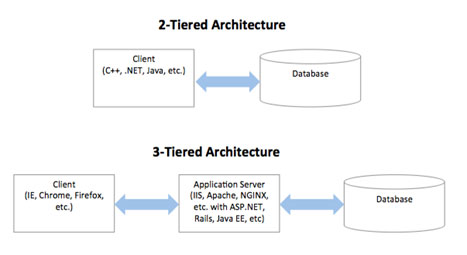 2-Tiered Architecture
Client
(C++, .NET, Java, etc.)
Database
3-Tiered Architecture
Client
(IE, Chrome, Firefox,
etc.)
Application Server
(IIS, Apache, NGINX,
etc. with ASP.NET,
Rails, Java EE, etc)
Database